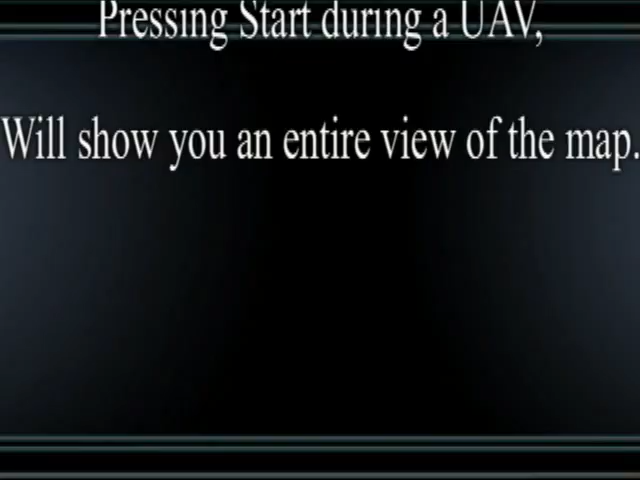 Pressing Start during a UAV,
Will show you an entire view of the map.